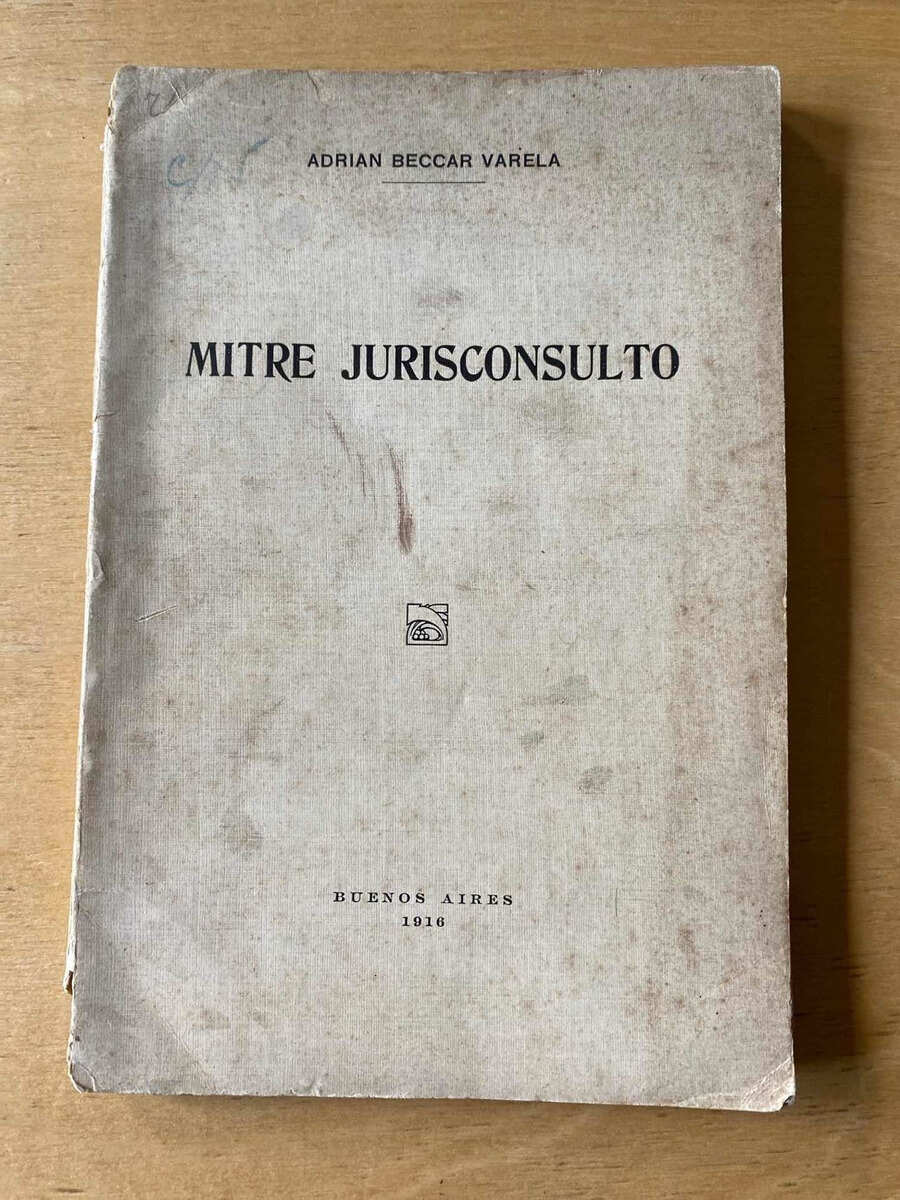 ADRIAN BECCAR VARELA
MITRE JURISCONSULTO
BUENOS AIRES
1916